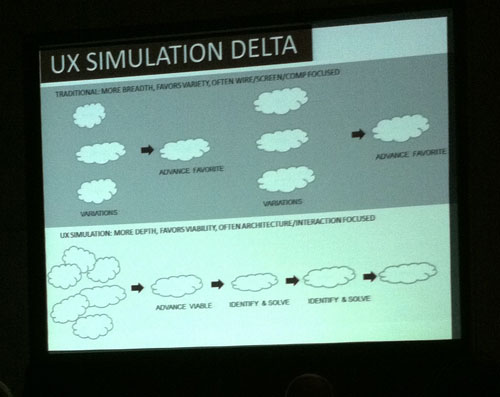 UX SIMULATION DELTA
TRADITIONAL: MORE BREADTH, FAVORS VARIETY, OFTEN WIRE/SCREEN/COMP FOCUSED
ADVANCE FAVORITE
ADVANCE FAVORITE
VARIATIONS
VARIATIONS
UX SIMULATION: MORE DEPTH, FAVORS VIABILITY, OFTEN ARCHITECTURE/INTERACTION FOCUSED
ADVANCE VIABLE
IDENTIFY & SOLVE
IDENTIFY & SOLVE